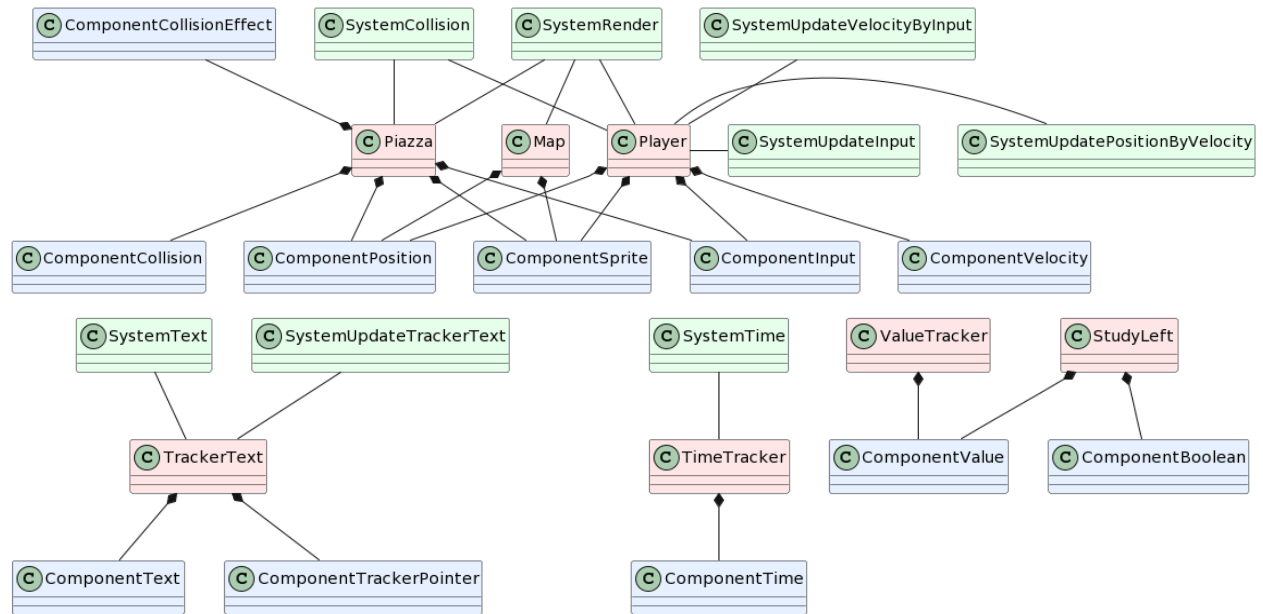 C ComponentCollisionEffect
C SystemCollision
C SystemRender
C SystemUpdateVelocityByInput
C Piazza
C Map
C Player
C SystemUpdateInput
C SystemUpdatePositionByVelocity
C ComponentCollision
C ComponentPosition
C ComponentSprite
C ComponentInput
C ComponentVelocity
C SystemText
C SystemUpdateTrackerText
C SystemTime
C ValueTracker
C StudyLeft
C TrackerText
C TimeTracker
C ComponentValue
C ComponentBoolean
C ComponentText
C ComponentTrackerPointer
C ComponentTime